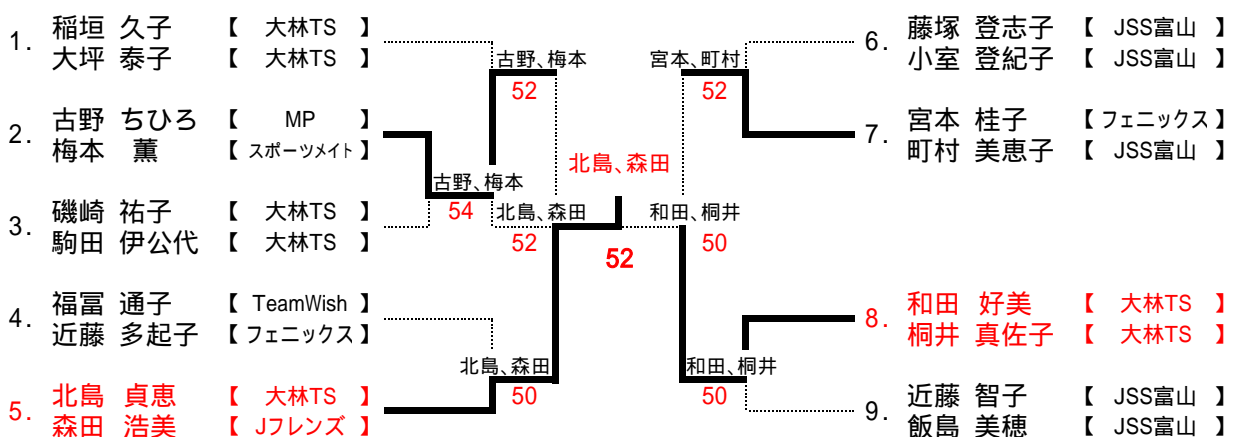 1. 稲垣 久子 【 大林TS 】
大坪 泰子 【 大林TS 】
2. 古野 ちひろ 【 MP 】
梅本 薫 【 スポーツメイト 】
3. 磯崎 祐子 【 大林TS 】
駒田 伊公代 【 大林TS 】
4. 福冨 通子 【 TeamWish 】
近藤 多起子 【 フェニックス 】
5. 北島 貞恵 【 大林TS 】
森田 浩美 【 Jフレンズ 】
古野、梅本
52
古野、梅本
54
北島、森田
52
北島、森田
50
北島、森田
52
宮本、町村
52
和田、桐井
50
和田、桐井
50
6. 藤塚 登志子 【 JSS富山 】
小室 登紀子 【 JSS富山 】
7. 宮本 桂子 【 フェニックス 】
町村 美恵子 【 JSS富山 】
8. 和田 好美 【 大林TS 】
桐井 真佐子 【 大林TS 】
9. 近藤 智子 【 JSS富山 】
飯島 美穂 【 JSS富山 】